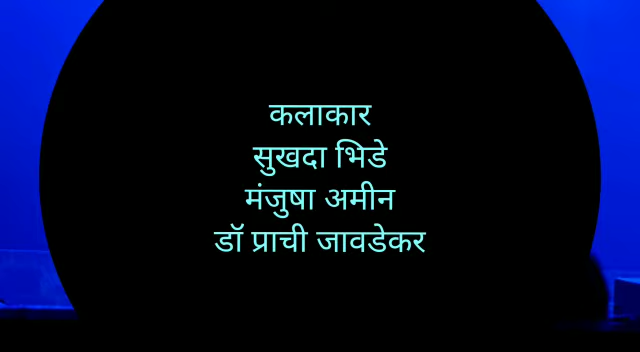 कलाकार
सुखदा भिडे
मंजुषा अमीन
डॉ प्राची जावडेकर